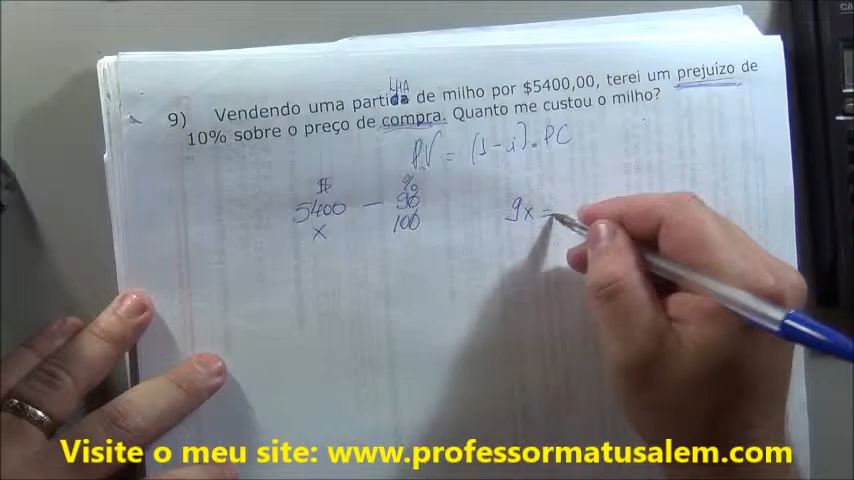 9) Vendendo uma partida de milho por $5400,00, terei um prejuízo de
LHA
10% sobre o preço de compra. Quanto me custou o milho?
PV = (1-i).PC
$ %
5400 — 90
x 100
9x =
Visite o meu site: www.professormatusalem.com